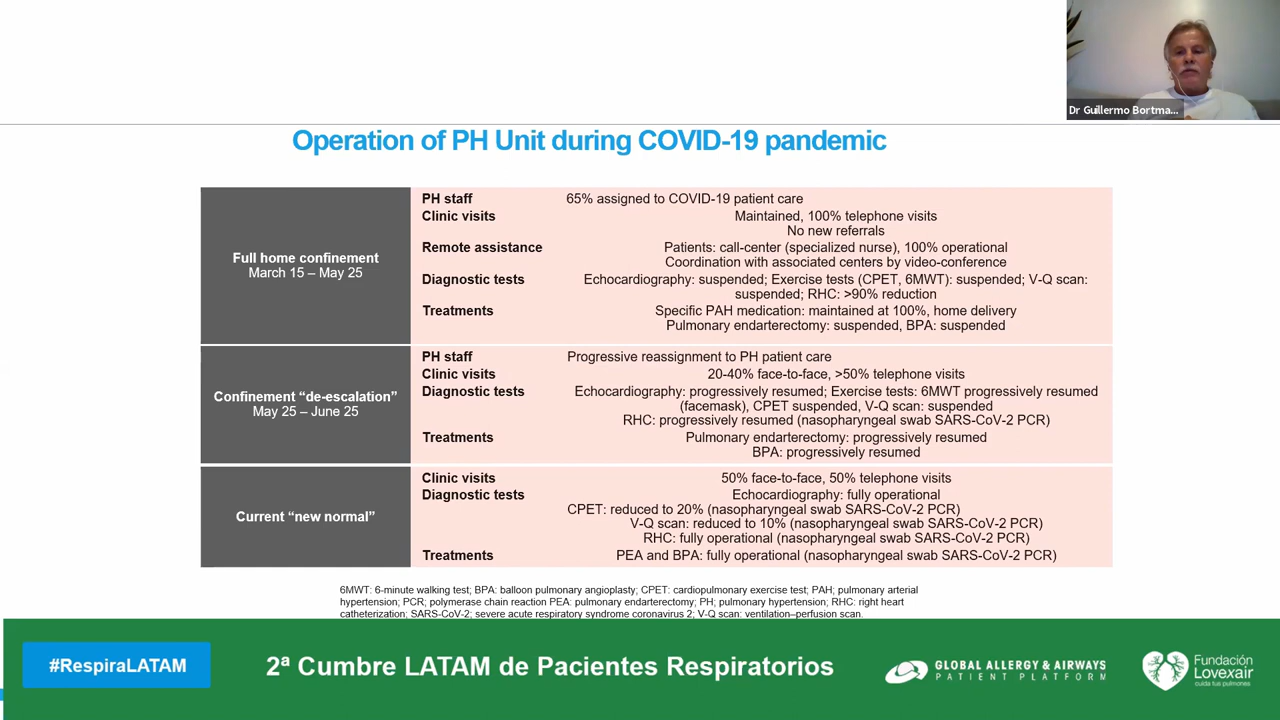 Dr Guillermo Bortma...
Operation of PH Unit during COVID-19 pandemic
Full home confinement
March 15 – May 25
PH staff 65% assigned to COVID-19 patient care
Clinic visits Maintained, 100% telephone visits
No new referrals
Remote assistance Patients: call-center (specialized nurse), 100% operational
Coordination with associated centers by video-conference
Diagnostic tests Echocardiography: suspended; Exercise tests (CPET, 6MWT): suspended; V-Q scan:
suspended; RHC: >90% reduction
Treatments Specific PAH medication: maintained at 100%, home delivery
Pulmonary endarterectomy: suspended, BPA: suspended
Confinement “de-escalation”
May 25 – June 25
PH staff Progressive reassignment to PH patient care
Clinic visits 20-40% face-to-face, >50% telephone visits
Diagnostic tests Echocardiography: progressively resumed; Exercise tests: 6MWT progressively resumed
(facemask), CPET suspended, V-Q scan: suspended
RHC: progressively resumed (nasopharyngeal swab SARS-CoV-2 PCR)
Treatments Pulmonary endarterectomy: progressively resumed
BPA: progressively resumed
Current “new normal”
Clinic visits 50% face-to-face, 50% telephone visits
Diagnostic tests Echocardiography: fully operational
CPET: reduced to 20% (nasopharyngeal swab SARS-CoV-2 PCR)
V-Q scan: reduced to 10% (nasopharyngeal swab SARS-CoV-2 PCR)
RHC: fully operational (nasopharyngeal swab SARS-CoV-2 PCR)
Treatments PEA and BPA: fully operational (nasopharyngeal swab SARS-CoV-2 PCR)
6MWT: 6-minute walking test; BPA: balloon pulmonary angioplasty; CPET: cardiopulmonary exercise test; PAH; pulmonary arterial
hypertension; PCR; polymerase chain reaction PEA: pulmonary endarterectomy; PH; pulmonary hypertension; RHC: right heart
catheterization; SARS-CoV-2; severe acute respiratory syndrome coronavirus 2; V-Q scan: ventilation–perfusion scan.
#RespiraLATAM
2ª Cumbre LATAM de Pacientes Respiratorios
GLOBAL ALLERGY & AIRWAYS
PATIENT PLATFORM
Fundación
Lovexair
cuida tus pulmones